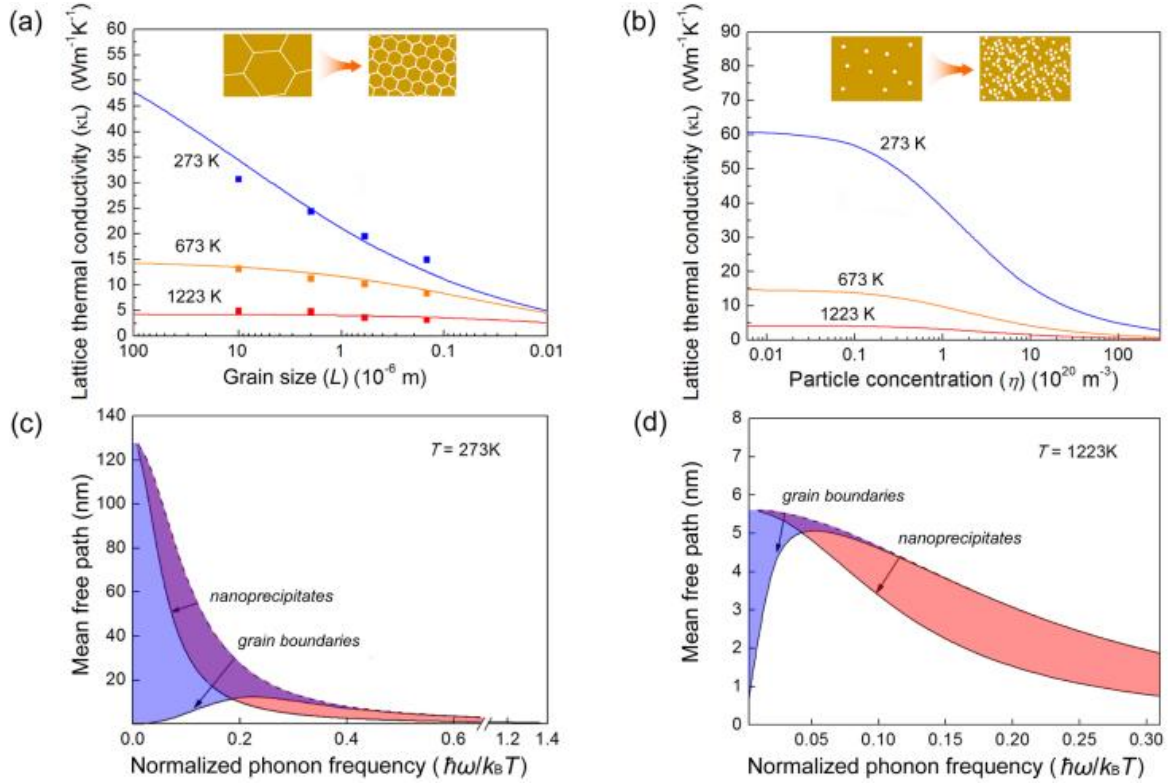 (a)
Lattice thermal conductivity (κL) (Wm⁻¹K⁻¹)
60
55
50
45
40
35
30
25
20
15
10
5
0
273 K
673 K
1223 K
100
10
1
0.1
0.01
Grain size (L) (10⁻⁶ m)
(b)
Lattice thermal conductivity (κL) (Wm⁻¹K⁻¹)
90
80
70
60
50
40
30
20
10
0
273 K
673 K
1223 K
0.01
0.1
1
10
100
Particle concentration (η) (10²⁰ m⁻³)
(c)
Mean free path (nm)
140
120
100
80
60
40
20
T = 273K
nanoprecipitates
grain boundaries
0.0
0.2
0.4
0.6
1.2
1.4
Normalized phonon frequency (ħω/kBT)
(d)
Mean free path (nm)
8
7
6
5
4
3
2
1
0
T = 1223K
grain boundaries
nanoprecipitates
0.00
0.05
0.10
0.15
0.20
0.25
0.30
Normalized phonon frequency (ħω/kBT)